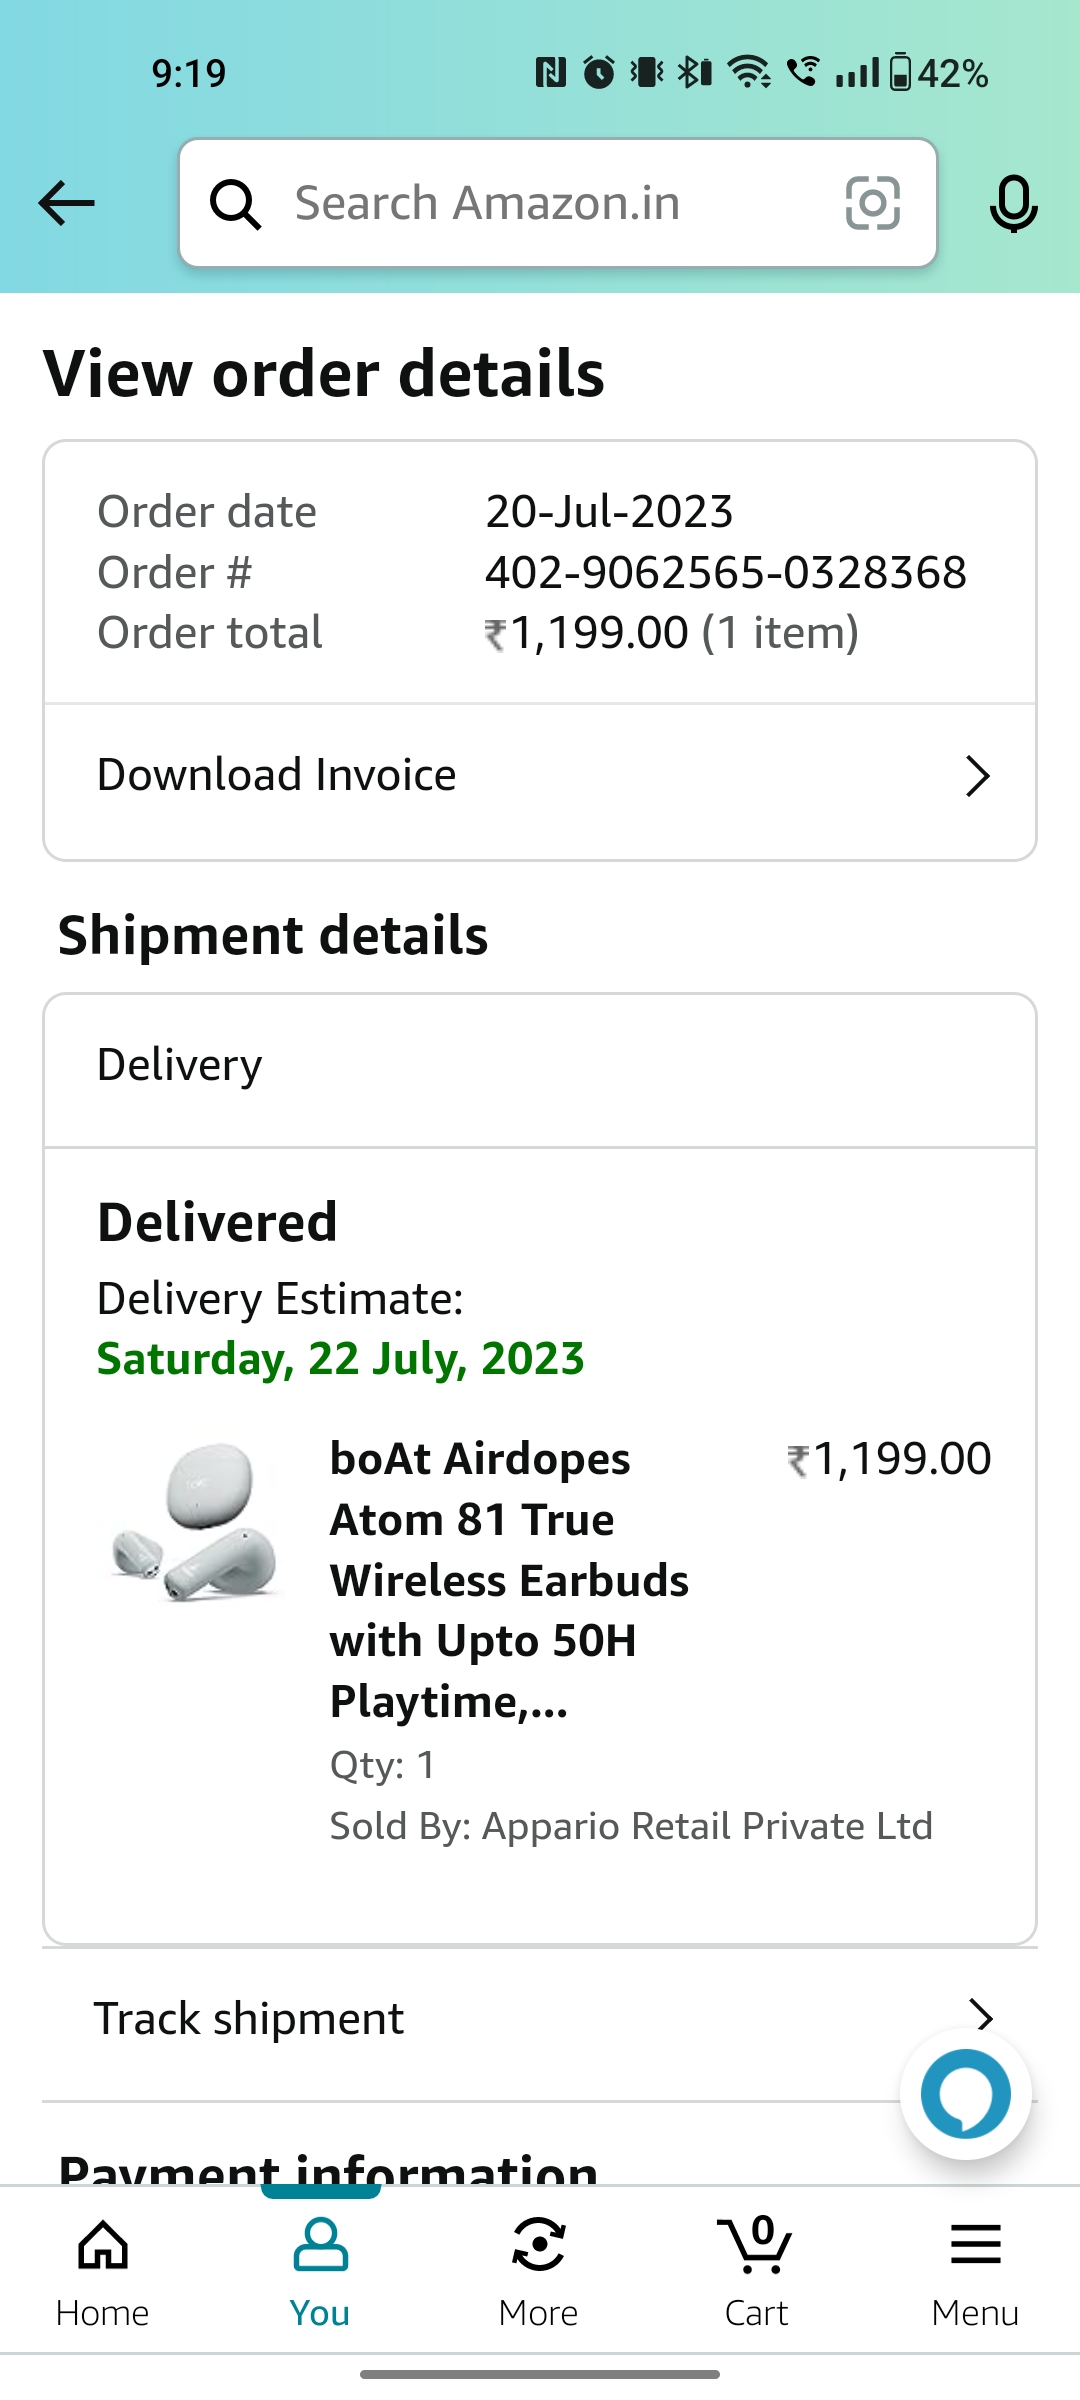 9:19
42%
Search Amazon.in
View order details
Order date 20-Jul-2023
Order # 402-9062565-0328368
Order total ₹1,199.00 (1 item)
Download Invoice
Shipment details
Delivery
Delivered
Delivery Estimate:
Saturday, 22 July, 2023
boAt Airdopes ₹1,199.00
Atom 81 True
Wireless Earbuds
with Upto 50H
Playtime,...
Qty: 1
Sold By: Appario Retail Private Ltd
Track shipment
Payment information
0
Home You More Cart Menu